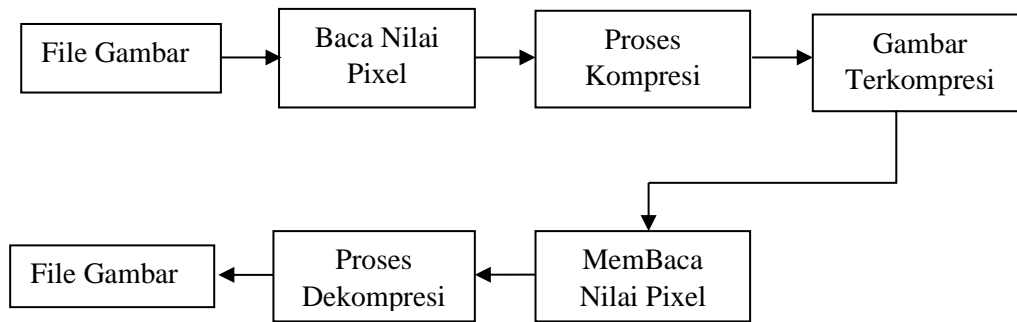 File Gambar
Baca Nilai
Pixel
Proses
Kompresi
Gambar
Terkompresi
File Gambar
Proses
Dekompresi
MemBaca
Nilai Pixel